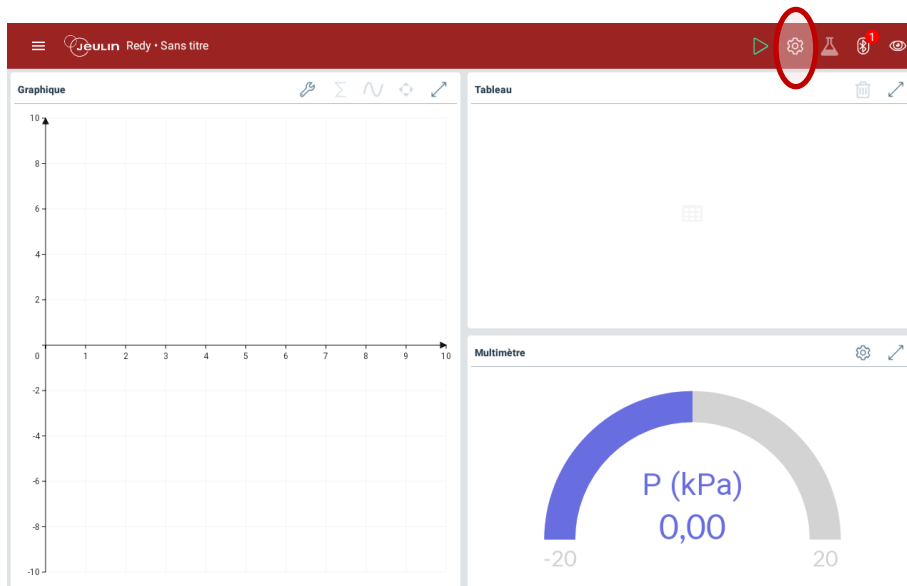 Jeulin Redy • Sans titre
1
Graphique
10
8
6
4
2
0 1 2 3 4 5 6 7 8 9 10
-2
-4
-6
-8
-10
Tableau
Multimètre
P (kPa)
0,00
-20 20